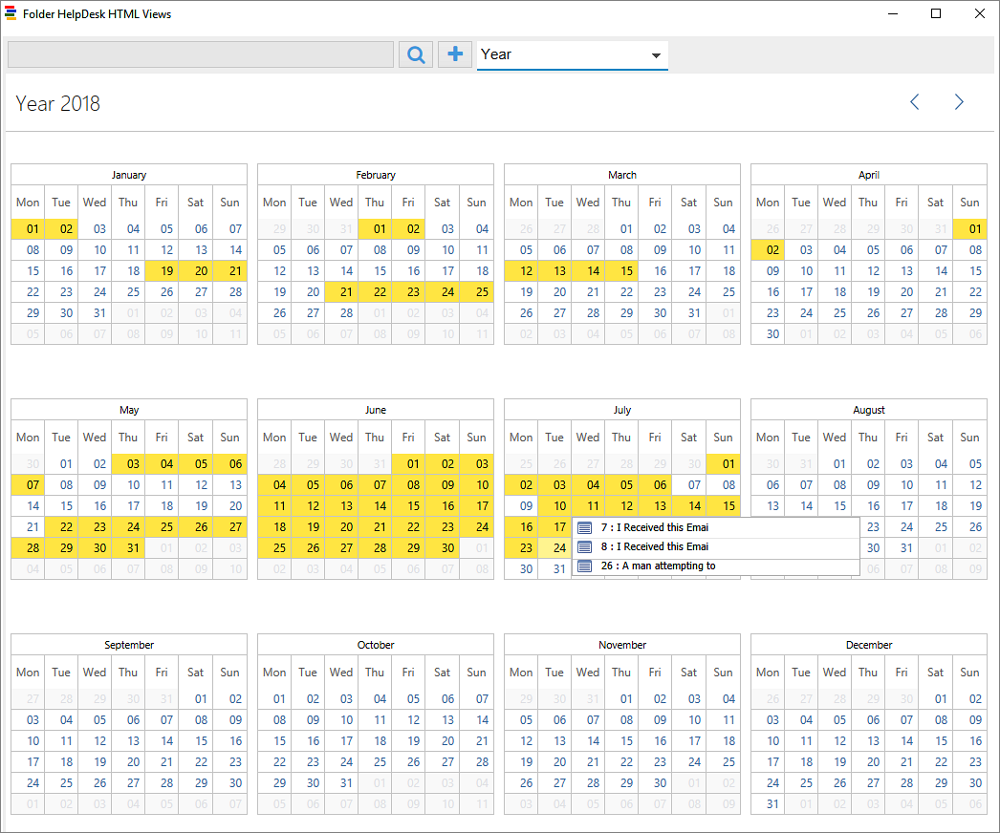 Folder HelpDesk HTML Views
Year
Year 2018
January
Mon Tue Wed Thu Fri Sat Sun
01 02 03 04 05 06 07
08 09 10 11 12 13 14
15 16 17 18 19 20 21
22 23 24 25 26 27 28
29 30 31 01 02 03 04
05 06 07 08 09 10 11
February
Mon Tue Wed Thu Fri Sat Sun
29 30 31 01 02 03 04
05 06 07 08 09 10 11
12 13 14 15 16 17 18
19 20 21 22 23 24 25
26 27 28 01 02 03 04
05 06 07 08 09 10 11
March
Mon Tue Wed Thu Fri Sat Sun
26 27 28 01 02 03 04
05 06 07 08 09 10 11
12 13 14 15 16 17 18
19 20 21 22 23 24 25
26 27 28 29 30 31 01
02 03 04 05 06 07 08
April
Mon Tue Wed Thu Fri Sat Sun
26 27 28 29 30 31 01
02 03 04 05 06 07 08
09 10 11 12 13 14 15
16 17 18 19 20 21 22
23 24 25 26 27 28 29
30 01 02 03 04 05 06
May
Mon Tue Wed Thu Fri Sat Sun
30 01 02 03 04 05 06
07 08 09 10 11 12 13
14 15 16 17 18 19 20
21 22 23 24 25 26 27
28 29 30 31 01 02 03
04 05 06 07 08 09 10
June
Mon Tue Wed Thu Fri Sat Sun
28 29 30 31 01 02 03
04 05 06 07 08 09 10
11 12 13 14 15 16 17
18 19 20 21 22 23 24
25 26 27 28 29 30 01
02 03 04 05 06 07 08
July
Mon Tue Wed Thu Fri Sat Sun
25 26 27 28 29 30 01
02 03 04 05 06 07 08
09 10 11 12 13 14 15
16 17
23 24
30 31
7 : I Received this Emai
8 : I Received this Emai
26 : A man attempting to
August
Mon Tue Wed Thu Fri Sat Sun
30 31 01 02 03 04 05
06 07 08 09 10 11 12
13 14 15 16 17 18 19
23 24 25 26
30 31 01 02
06 07 08 09
September
Mon Tue Wed Thu Fri Sat Sun
27 28 29 30 31 01 02
03 04 05 06 07 08 09
10 11 12 13 14 15 16
17 18 19 20 21 22 23
24 25 26 27 28 29 30
01 02 03 04 05 06 07
October
Mon Tue Wed Thu Fri Sat Sun
01 02 03 04 05 06 07
08 09 10 11 12 13 14
15 16 17 18 19 20 21
22 23 24 25 26 27 28
29 30 31 01 02 03 04
05 06 07 08 09 10 11
November
Mon Tue Wed Thu Fri Sat Sun
29 30 31 01 02 03 04
05 06 07 08 09 10 11
12 13 14 15 16 17 18
19 20 21 22 23 24 25
26 27 28 29 30 01 02
03 04 05 06 07 08 09
December
Mon Tue Wed Thu Fri Sat Sun
26 27 28 29 30 01 02
03 04 05 06 07 08 09
10 11 12 13 14 15 16
17 18 19 20 21 22 23
24 25 26 27 28 29 30
31 01 02 03 04 05 06